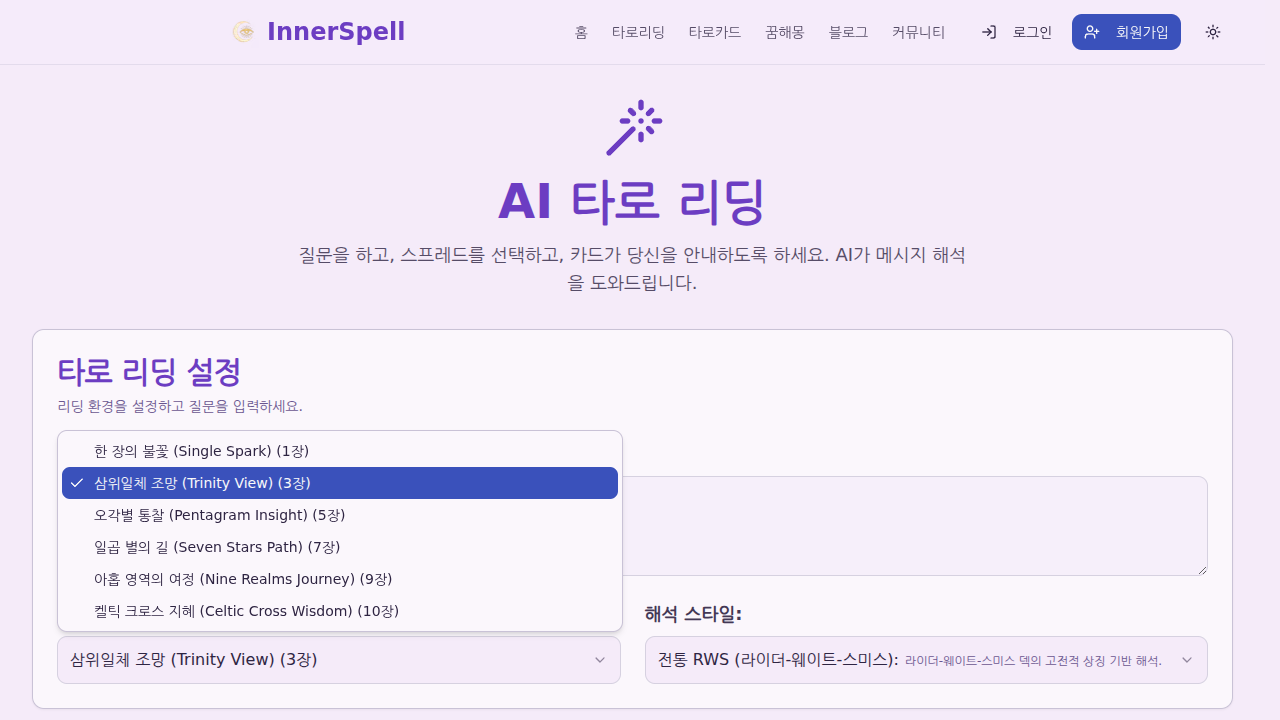 InnerSpell
홈
타로리딩
타로카드
꿈해몽
블로그
커뮤니티
로그인
회원가입
AI 타로 리딩
질문을 하고, 스프레드를 선택하고, 카드가 당신을 안내하도록 하세요. AI가 메시지 해석
을 도와드립니다.
타로 리딩 설정
리딩 환경을 설정하고 질문을 입력하세요.
한 장의 불꽃 (Single Spark) (1장)
삼위일체 조망 (Trinity View) (3장)
오각별 통찰 (Pentagram Insight) (5장)
일곱 별의 길 (Seven Stars Path) (7장)
아홉 영역의 여정 (Nine Realms Journey) (9장)
켈틱 크로스 지혜 (Celtic Cross Wisdom) (10장)
삼위일체 조망 (Trinity View) (3장)
해석 스타일:
전통 RWS (라이더-웨이트-스미스): 라이더-웨이트-스미스 덱의 고전적 상징 기반 해석.